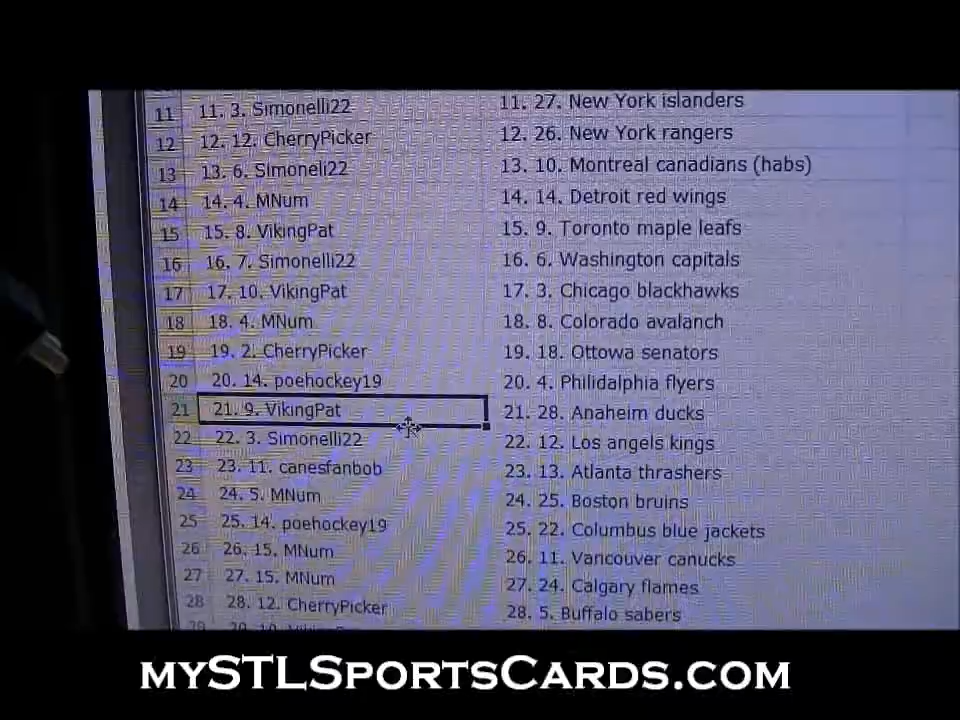 11 11. 3. Simonelli22 11. 27. New York islanders
12 12. 12. CherryPicker 12. 26. New York rangers
13 13. 6. Simoneli22 13. 10. Montreal canadians (habs)
14 14. 4. MNum 14. 14. Detroit red wings
15 15. 8. VikingPat 15. 9. Toronto maple leafs
16 16. 7. Simonelli22 16. 6. Washington capitals
17 17. 10. VikingPat 17. 3. Chicago blackhawks
18 18. 4. MNum 18. 8. Colorado avalanch
19 19. 2. CherryPicker 19. 18. Ottowa senators
20 20. 14. poehockey19 20. 4. Philidalphia flyers
21 21. 9. VikingPat 21. 28. Anaheim ducks
22 22. 3. Simonelli22 22. 12. Los angels kings
23 23. 11. canesfanbob 23. 13. Atlanta thrashers
24 24. 5. MNum 24. 25. Boston bruins
25 25. 14. poehockey19 25. 22. Columbus blue jackets
26 26. 15. MNum 26. 11. Vancouver canucks
27 27. 15. MNum 27. 24. Calgary flames
28 28. 12. CherryPicker 28. 5. Buffalo sabers
mySTLSportsCards.com